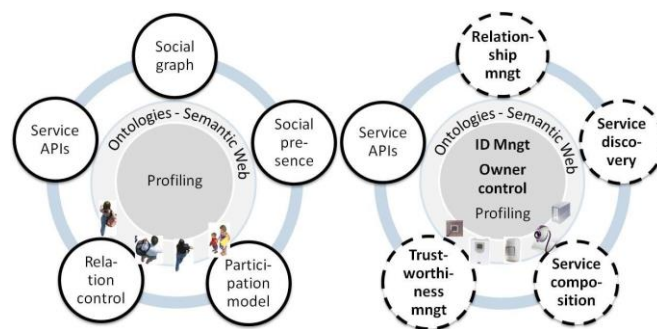 Social
graph
Ontologies - Semantic Web
Service
APIs
Social
pre-
sence
Profiling
Rela-
tion
control
Partici-
pation
model
Relation-
ship
mngt
Ontologies - Semantic Web
Service
APIs
ID Mngt
Owner
control
Profiling
Service
disco-
very
Trust-
worthi-
ness
mngt
Service
compo-
sition